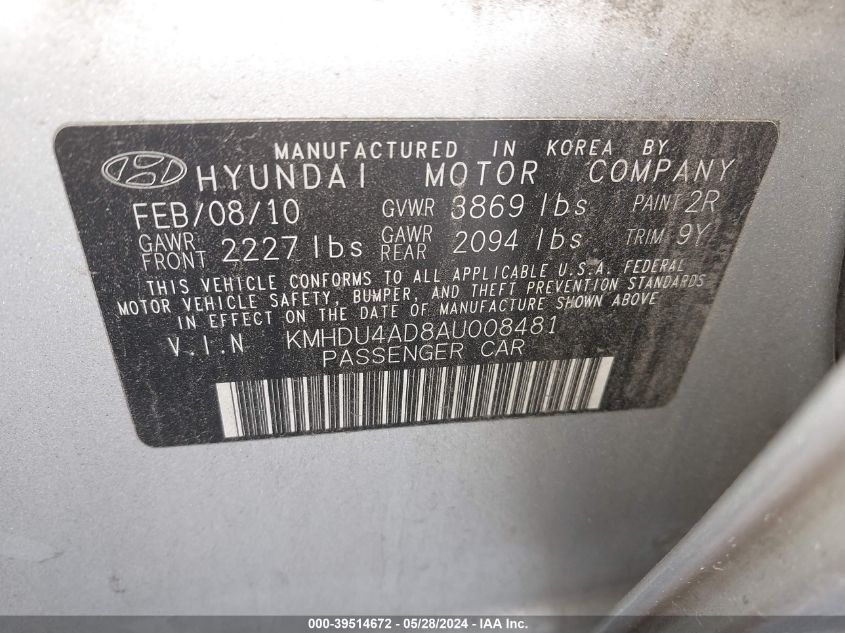 MANUFACTURED IN KOREA BY
HYUNDAI MOTOR COMPANY
FEB/08/10 GVWR 3869 lbs PAINT 2R
GAWR FRONT 2227 lbs GAWR REAR 2094 lbs TRIM 9Y
THIS VEHICLE CONFORMS TO ALL APPLICABLE U.S.A. FEDERAL
MOTOR VEHICLE SAFETY, BUMPER, AND THEFT PREVENTION STANDARDS
IN EFFECT ON THE DATE OF MANUFACTURE SHOWN ABOVE
V.I.N KMHDU4AD8AU008481
PASSENGER CAR
000-39514672 - 05/28/2024 - IAA Inc.